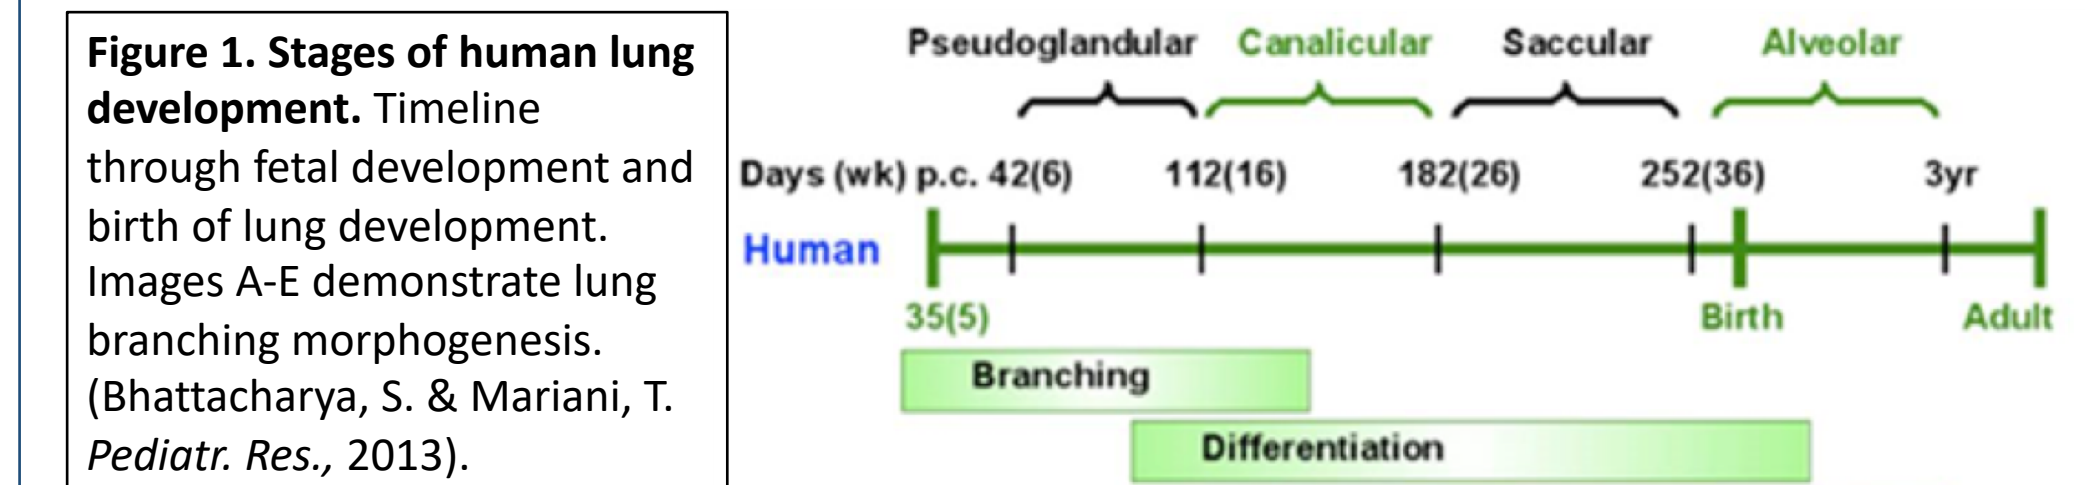 Figure 1. Stages of human lung
development. Timeline
through fetal development and
birth of lung development.
Images A-E demonstrate lung
branching morphogenesis.
(Bhattacharya, S. & Mariani, T.
Pediatr. Res., 2013).
Pseudoglandular Canalicular Saccular Alveolar
Days (wk) p.c. 42(6) 112(16) 182(26) 252(36) 3yr
Human
35(5) Birth Adult
Branching
Differentiation